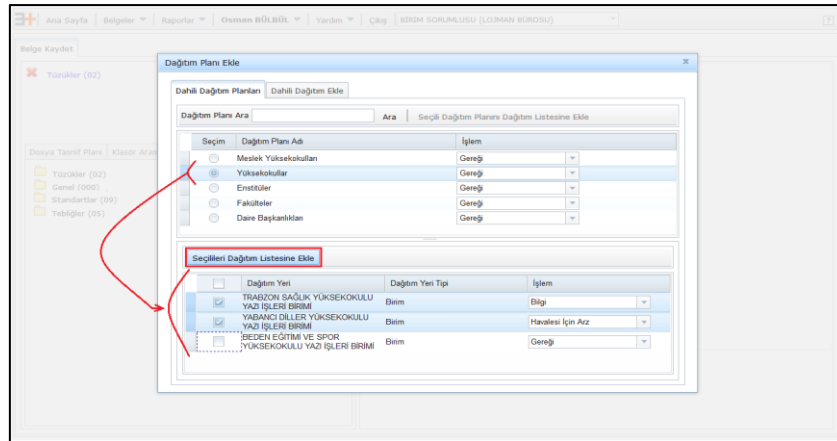 Ana Sayfa Belgeler Raporlar Osman BÜLBÜL Yardım Çıkış BİRİM SORUMLUSU (LOJMAN BÜROSU)
Belge Kaydet
Tüzükler (02)
Dosya Tasnif Planı Klasör Aram
Tüzükler (02)
Genel (000)
Standartlar (09)
Tebliğler (05)
Dağıtım Planı Ekle
Dahili Dağıtım Planları Dahili Dağıtım Ekle
Dağıtım Planı Ara Ara Seçili Dağıtım Planını Dağıtım Listesine Ekle
Seçim Dağıtım Planı Adı İşlem
Meslek Yüksekokulları Gereği
Yüksekokullar Gereği
Enstitüler Gereği
Fakülteler Gereği
Daire Başkanlıkları Gereği
Seçilileri Dağıtım Listesine Ekle
Dağıtım Yeri Dağıtım Yeri Tipi İşlem
TRABZON SAĞLIK YÜKSEKOKULU
YAZI İŞLERİ BİRİMİ Birim Bilgi
YABANCI DİLLER YÜKSEKOKULU
YAZI İŞLERİ BİRİMİ Birim Havalesi İçin Arz
BEDEN EĞİTİMİ VE SPOR
YÜKSEKOKULU YAZI İŞLERİ BİRİMİ Birim Gereği